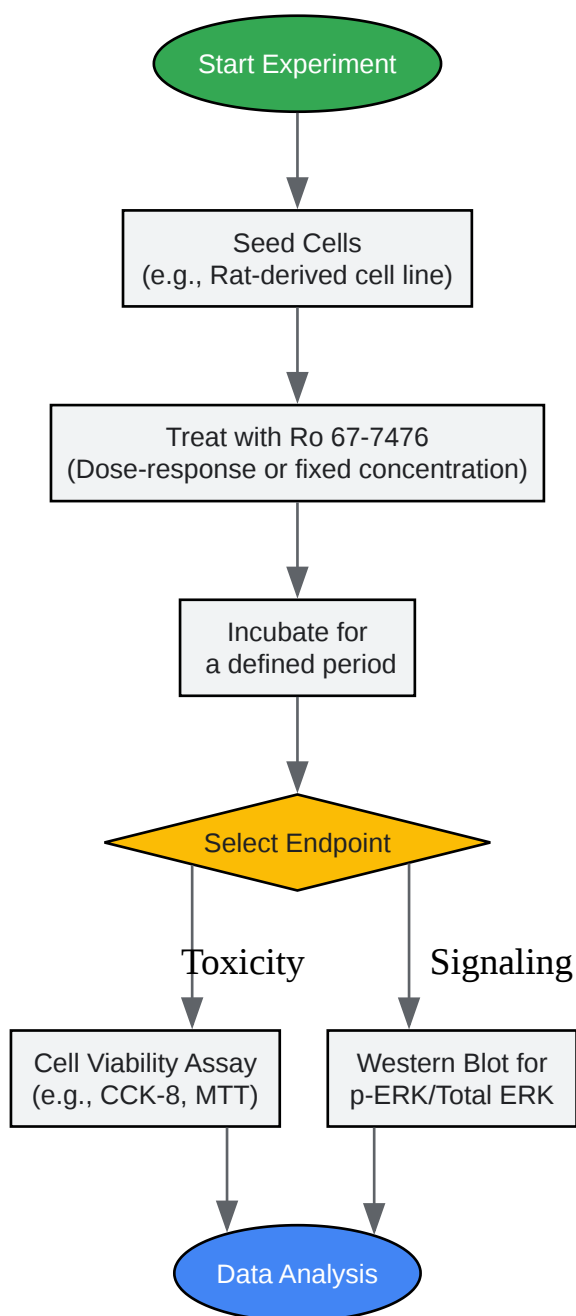 Start Experiment
Seed Cells
(e.g., Rat-derived cell line)
Treat with Ro 67-7476
(Dose-response or fixed concentration)
Incubate for
a defined period
Select Endpoint
Toxicity
Signaling
Cell Viability Assay
(e.g., CCK-8, MTT)
Western Blot for
p-ERK/Total ERK
Data Analysis